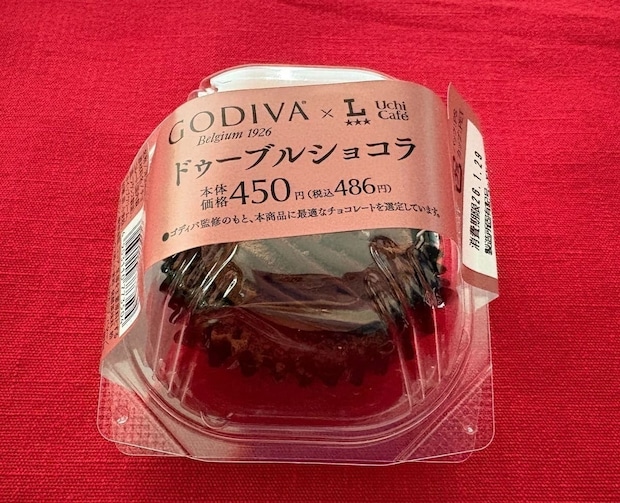 GODIVA × L Uchi Café
Belgium 1926
ドゥーブルショコラ
本体価格450円(税込486円)
●ゴディバ監修のもと、本商品に最適なチョコレートを選定しています。
消費期限26.1.29